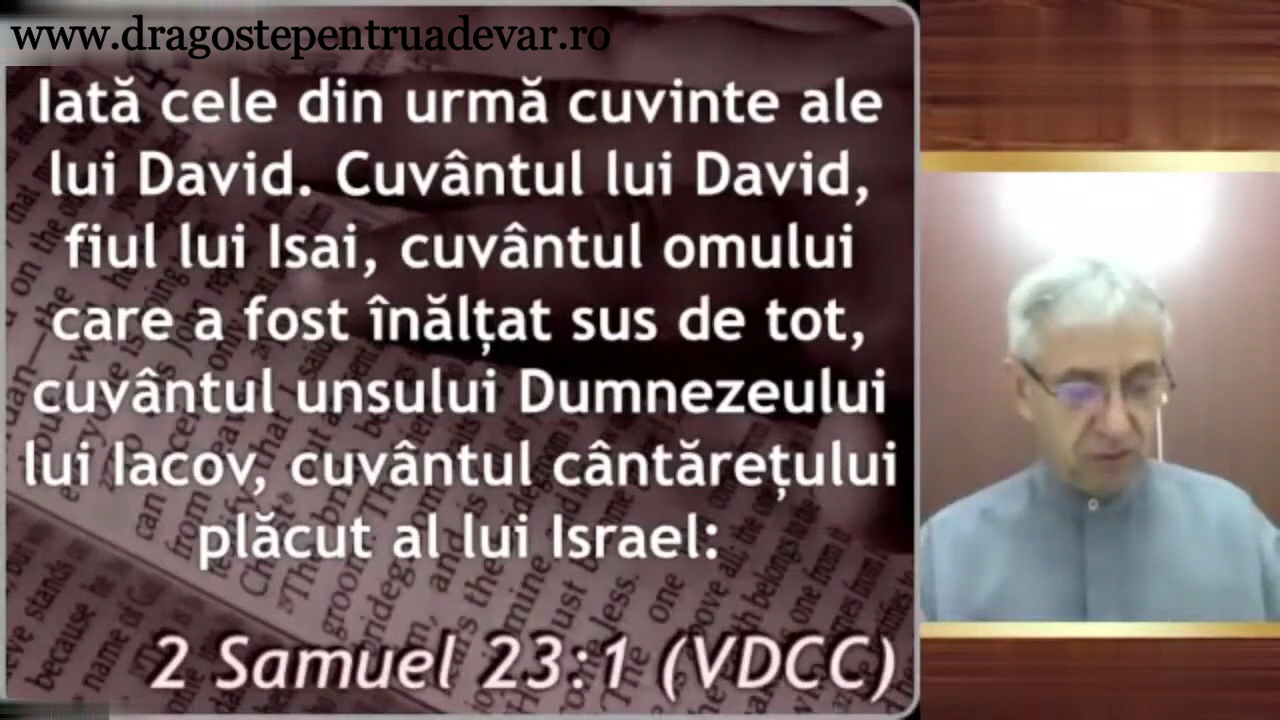 www.dragostepentruadevar.ro
Iată cele din urmă cuvinte ale
lui David. Cuvântul lui David,
fiul lui Isai, cuvântul omului
care a fost înălțat sus de tot,
cuvântul unsului Dumnezeului
lui Iacov, cuvântul cântărețului
plăcut al lui Israel:
2 Samuel 23:1 (VDCC)